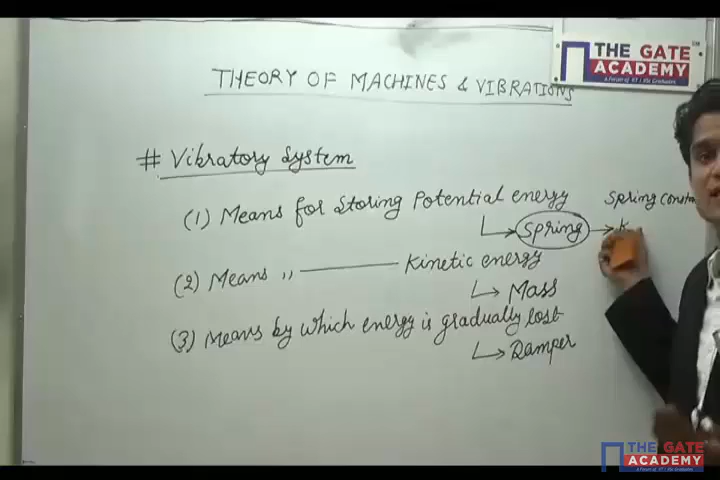 THE GATE
ACADEMY
THEORY OF MACHINES & VIBRATIONS
# Vibratory System
(1) Means for storing Potential energy
Spring Const
Spring → K
(2) Means ,, ———— Kinetic energy
Mass
(3) Means by which energy is gradually lost
Damper
THE GATE
ACADEMY